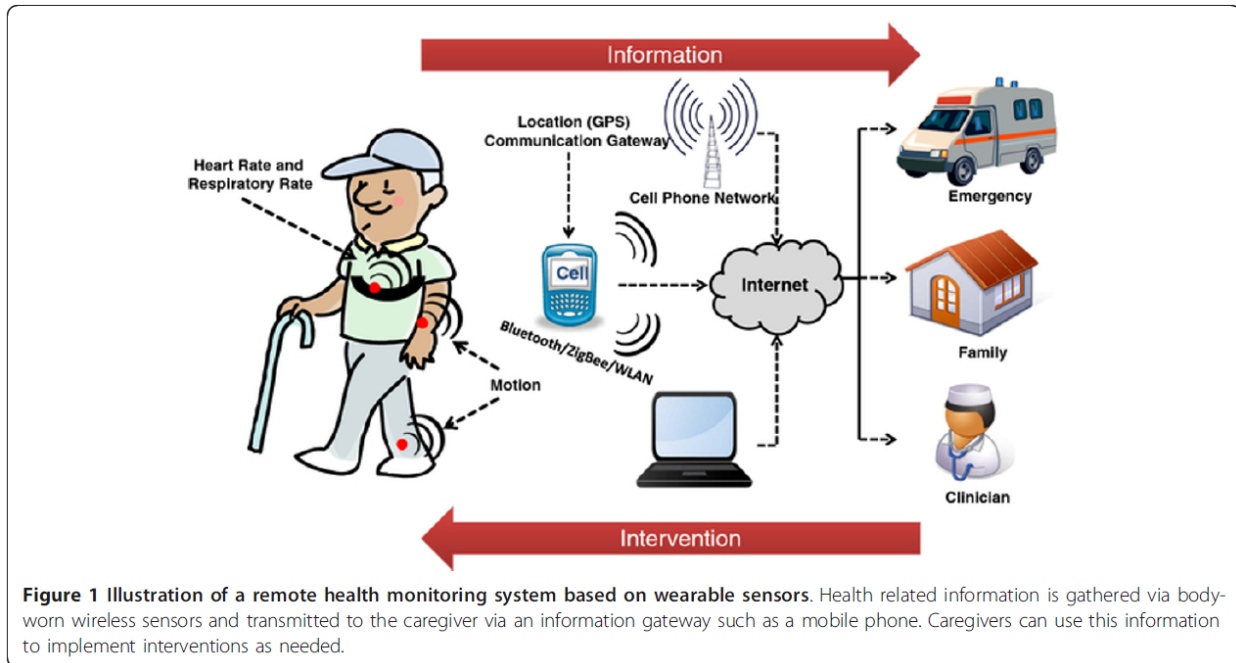 Information
Location (GPS)
Communication Gateway
Heart Rate and
Respiratory Rate
Cell Phone Network
Emergency
Cell
Internet
Bluetooth/ZigBee/WLAN
Family
Motion
Clinician
Intervention
Figure 1 Illustration of a remote health monitoring system based on wearable sensors. Health related information is gathered via body-
worn wireless sensors and transmitted to the caregiver via an information gateway such as a mobile phone. Caregivers can use this information
to implement interventions as needed.